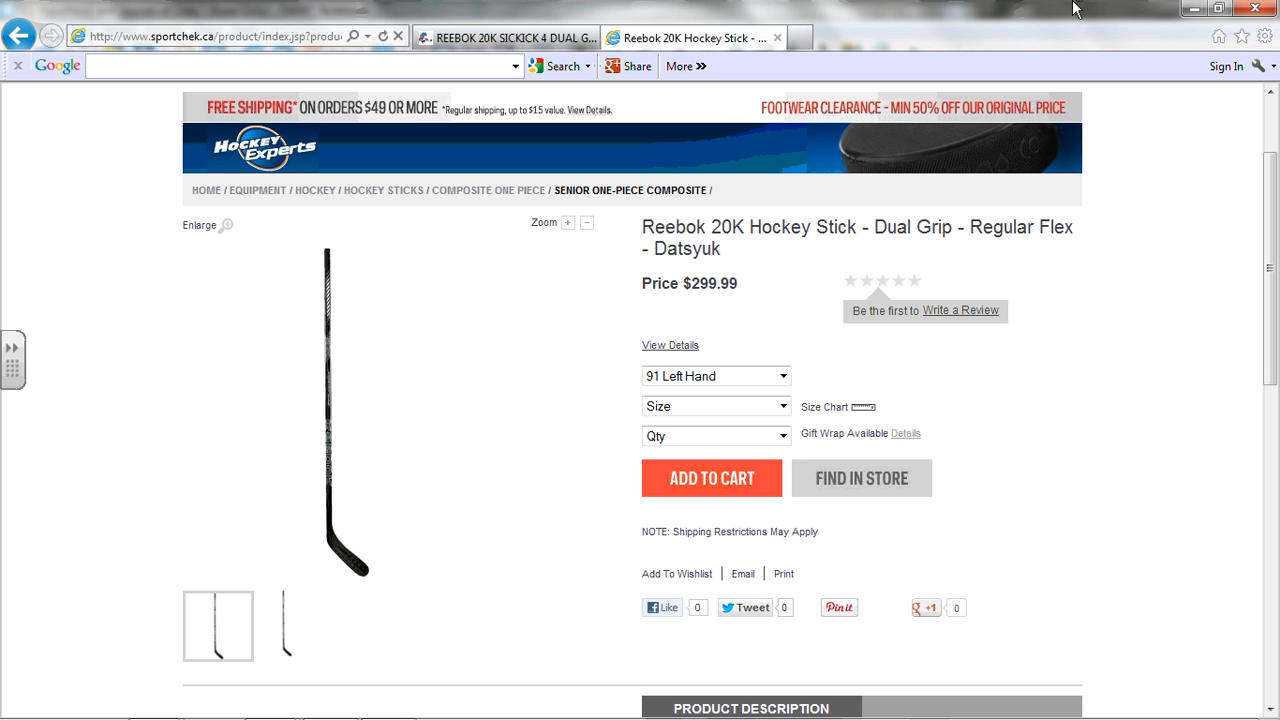 http://www.sportchek.ca/product/index.jsp?produ
REEBOK 20K SICKICK 4 DUAL G...
Reebok 20K Hockey Stick - ...
x Google Search Share More » Sign In
FREE SHIPPING* ON ORDERS $49 OR MORE *Regular shipping, up to $15 value. View Details. FOOTWEAR CLEARANCE - MIN 50% OFF OUR ORIGINAL PRICE
HOCKEY Experts
HOME / EQUIPMENT / HOCKEY / HOCKEY STICKS / COMPOSITE ONE PIECE / SENIOR ONE-PIECE COMPOSITE /
Enlarge
Zoom + -
Reebok 20K Hockey Stick - Dual Grip - Regular Flex
- Datsyuk
Price $299.99
Be the first to Write a Review
View Details
91 Left Hand
Size
Size Chart
Qty
Gift Wrap Available Details
ADD TO CART
FIND IN STORE
NOTE: Shipping Restrictions May Apply
Add To Wishlist | Email | Print
Like 0 Tweet 0 Pin it +1 0
PRODUCT DESCRIPTION